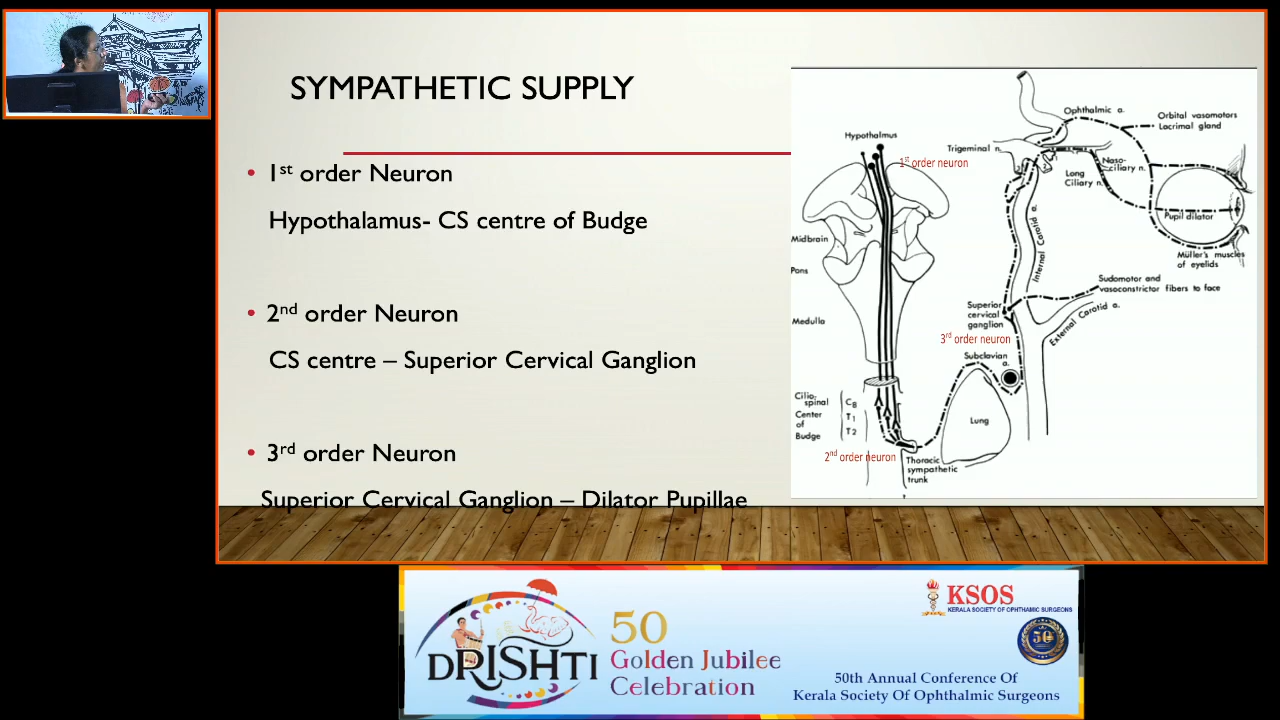 SYMPATHETIC SUPPLY
• 1st order Neuron
Hypothalamus- CS centre of Budge
• 2nd order Neuron
CS centre – Superior Cervical Ganglion
• 3rd order Neuron
Superior Cervical Ganglion – Dilator Pupillae
Hypothalmus
1st order neuron
Midbrain
Pons
Medulla
Cilio-
spinal
Center
of
Budge
C8
T1
T2
2nd order neuron
Thoracic
sympathetic
trunk
Lung
Subclavian
a.
3rd order neuron
Superior
cervical
ganglion
Internal Carotid a.
External Carotid a.
Sudomotor and
vasoconstrictor fibers to face
Trigeminal n.
Ophthalmic a.
Orbital vasomotors
Lacrimal gland
Long
Ciliary n.
Naso-
ciliary n.
Pupil dilator
Müller's muscles
of eyelids
DRISHTI
50
Golden Jubilee
Celebration
KSOS
KERALA SOCIETY OF OPHTHAMIC SURGEONS
50
50th Annual Conference Of
Kerala Society Of Ophthalmic Surgeons